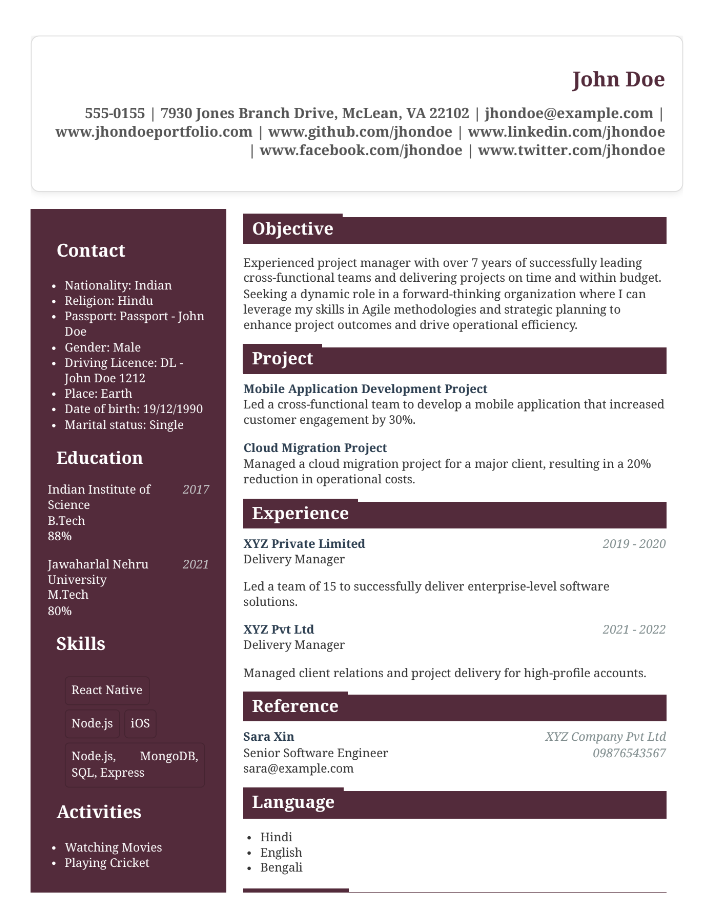 John Doe
555-0155 | 7930 Jones Branch Drive, McLean, VA 22102 | jhondoe@example.com |
www.jhondoeportfolio.com | www.github.com/jhondoe | www.linkedin.com/jhondoe
| www.facebook.com/jhondoe | www.twitter.com/jhondoe
Contact
• Nationality: Indian
• Religion: Hindu
• Passport: Passport - John
Doe
• Gender: Male
• Driving Licence: DL -
John Doe 1212
• Place: Earth
• Date of birth: 19/12/1990
• Marital status: Single
Education
Indian Institute of 2017
Science
B.Tech
88%
Jawaharlal Nehru 2021
University
M.Tech
80%
Skills
React Native
Node.js iOS
Node.js, MongoDB,
SQL, Express
Activities
• Watching Movies
• Playing Cricket
Objective
Experienced project manager with over 7 years of successfully leading
cross-functional teams and delivering projects on time and within budget.
Seeking a dynamic role in a forward-thinking organization where I can
leverage my skills in Agile methodologies and strategic planning to
enhance project outcomes and drive operational efficiency.
Project
Mobile Application Development Project
Led a cross-functional team to develop a mobile application that increased
customer engagement by 30%.
Cloud Migration Project
Managed a cloud migration project for a major client, resulting in a 20%
reduction in operational costs.
Experience
XYZ Private Limited 2019 - 2020
Delivery Manager
Led a team of 15 to successfully deliver enterprise-level software
solutions.
XYZ Pvt Ltd 2021 - 2022
Delivery Manager
Managed client relations and project delivery for high-profile accounts.
Reference
Sara Xin XYZ Company Pvt Ltd
Senior Software Engineer 09876543567
sara@example.com
Language
• Hindi
• English
• Bengali